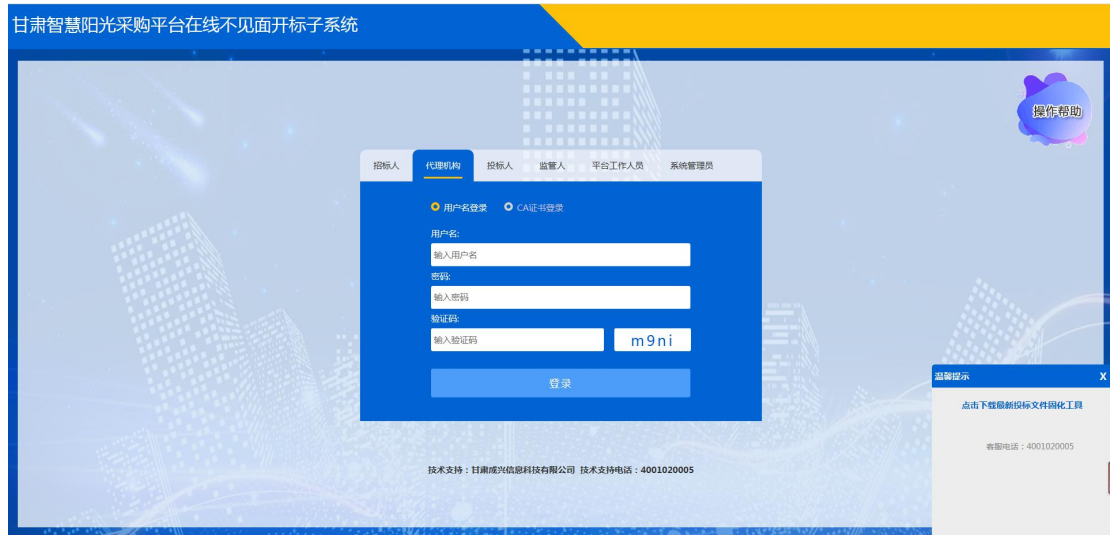 甘肃智慧阳光采购平台在线不见面开标子系统
操作帮助
招标人 代理机构 投标人 监管人 平台工作人员 系统管理员
用户名登录 CA证书登录
用户名:
输入用户名
密码:
输入密码
验证码:
输入验证码 m9ni
登录
温馨提示 X
点击下载最新投标文件固化工具
客服电话：4001020005
技术支持：甘肃成兴信息科技有限公司 技术支持电话：4001020005